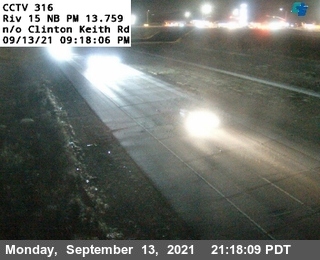 CCTV 316
Riv 15 NB PM 13.759
n/o Clinton Keith Rd
09/13/21 09:18:06 PM
Monday, September 13, 2021 21:18:09 PDT